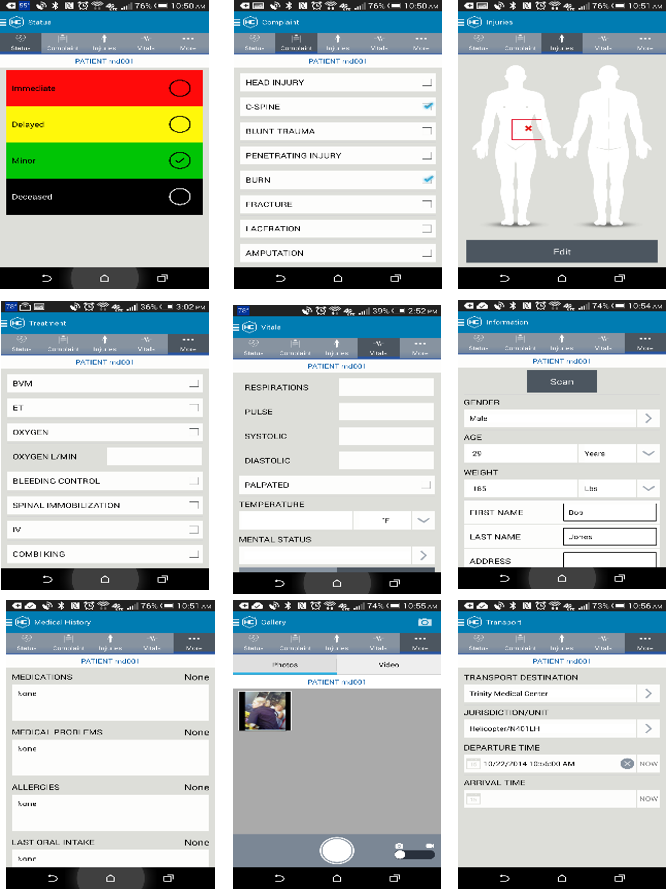 55° 76% 10:50 AM
Status
Status Complaint Injuries Vitals More
PATIENT md001
Immediate
Delayed
Minor
Deceased
76% 10:50 AM
Complaint
Status Complaint Injuries Vitals More
PATIENT md001
HEAD INJURY
C-SPINE
BLUNT TRAUMA
PENETRATING INJURY
BURN
FRACTURE
LACERATION
AMPUTATION
76% 10:51 AM
Injuries
Status Complaint Injuries Vitals More
PATIENT md001
Edit
78° 36% 3:02 PM
Treatment
Status Complaint Injuries Vitals More
PATIENT md001
BVM
ET
OXYGEN
OXYGEN L/MIN
BLEEDING CONTROL
SPINAL IMMOBILIZATION
IV
COMBI KING
78° 39% 2:52 PM
Vitals
Status Complaint Injuries Vitals More
PATIENT md001
RESPIRATIONS
PULSE
SYSTOLIC
DIASTOLIC
PALPATED
TEMPERATURE
°F
MENTAL STATUS
74% 10:54 AM
Information
Status Complaint Injuries Vitals More
PATIENT md001
Scan
GENDER
Male
AGE
29 Years
WEIGHT
185 Lbs
FIRST NAME Bob
LAST NAME Jones
ADDRESS
76% 10:51 AM
Medical History
Status Complaint Injuries Vitals More
PATIENT md001
MEDICATIONS None
None
MEDICAL PROBLEMS None
None
ALLERGIES None
None
LAST ORAL INTAKE None
None
74% 10:55 AM
Gallery
Status Complaint Injuries Vitals More
Photos Video
PATIENT md001
73% 10:56 AM
Transport
Status Complaint Injuries Vitals More
PATIENT md001
TRANSPORT DESTINATION
Trinity Medical Center
JURISDICTION/UNIT
Helicopter/N401LH
DEPARTURE TIME
10/22/2014 10:56:00 AM NOW
ARRIVAL TIME
NOW